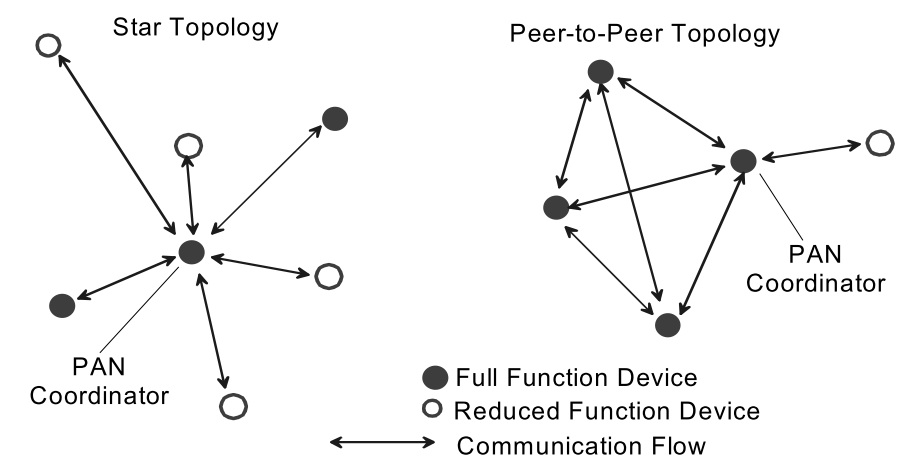 Star Topology
Peer-to-Peer Topology
PAN
Coordinator
PAN
Coordinator
Full Function Device
Reduced Function Device
Communication Flow